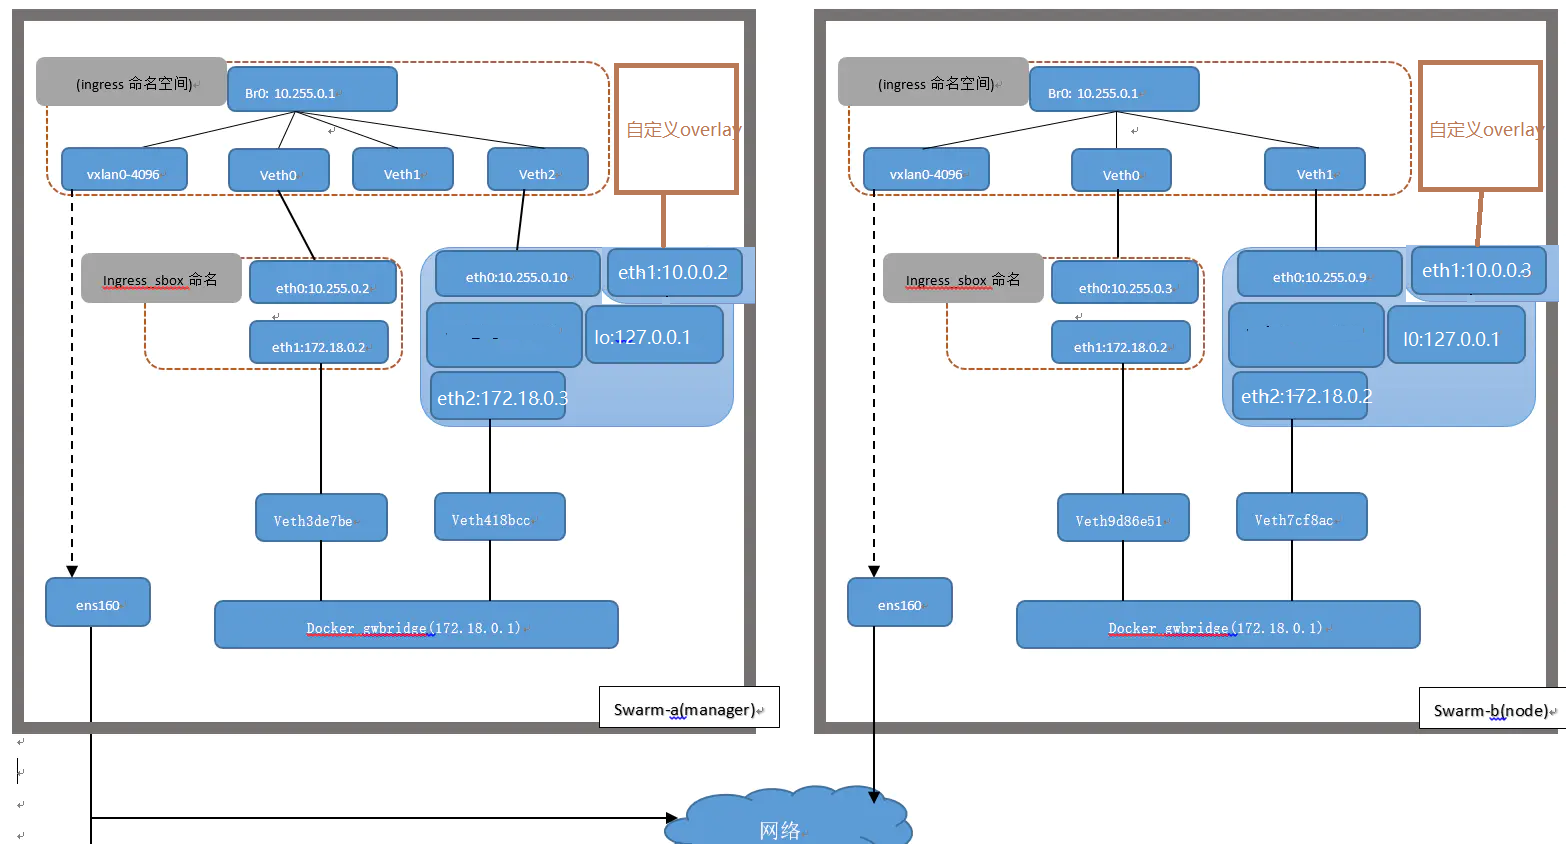 (ingress 命名空间)
Br0: 10.255.0.1
自定义overlay
vxlan0-4096
Veth0
Veth1
Veth2
Ingress_sbox 命名
eth0:10.255.0.2
eth1:172.18.0.2
eth0:10.255.0.10
eth1:10.0.0.2
lo:127.0.0.1
eth2:172.18.0.3
Veth3de7be
Veth418bcc
ens160
Docker_gwbridge(172.18.0.1)
Swarm-a(manager)
(ingress 命名空间)
Br0: 10.255.0.1
自定义overlay
vxlan0-4096
Veth0
Veth1
Ingress_sbox 命名
eth0:10.255.0.3
eth1:172.18.0.2
eth0:10.255.0.9
eth1:10.0.0.3
l0:127.0.0.1
eth2:172.18.0.2
Veth9d86e51
Veth7cf8ac
ens160
Docker_gwbridge(172.18.0.1)
Swarm-b(node)
网络